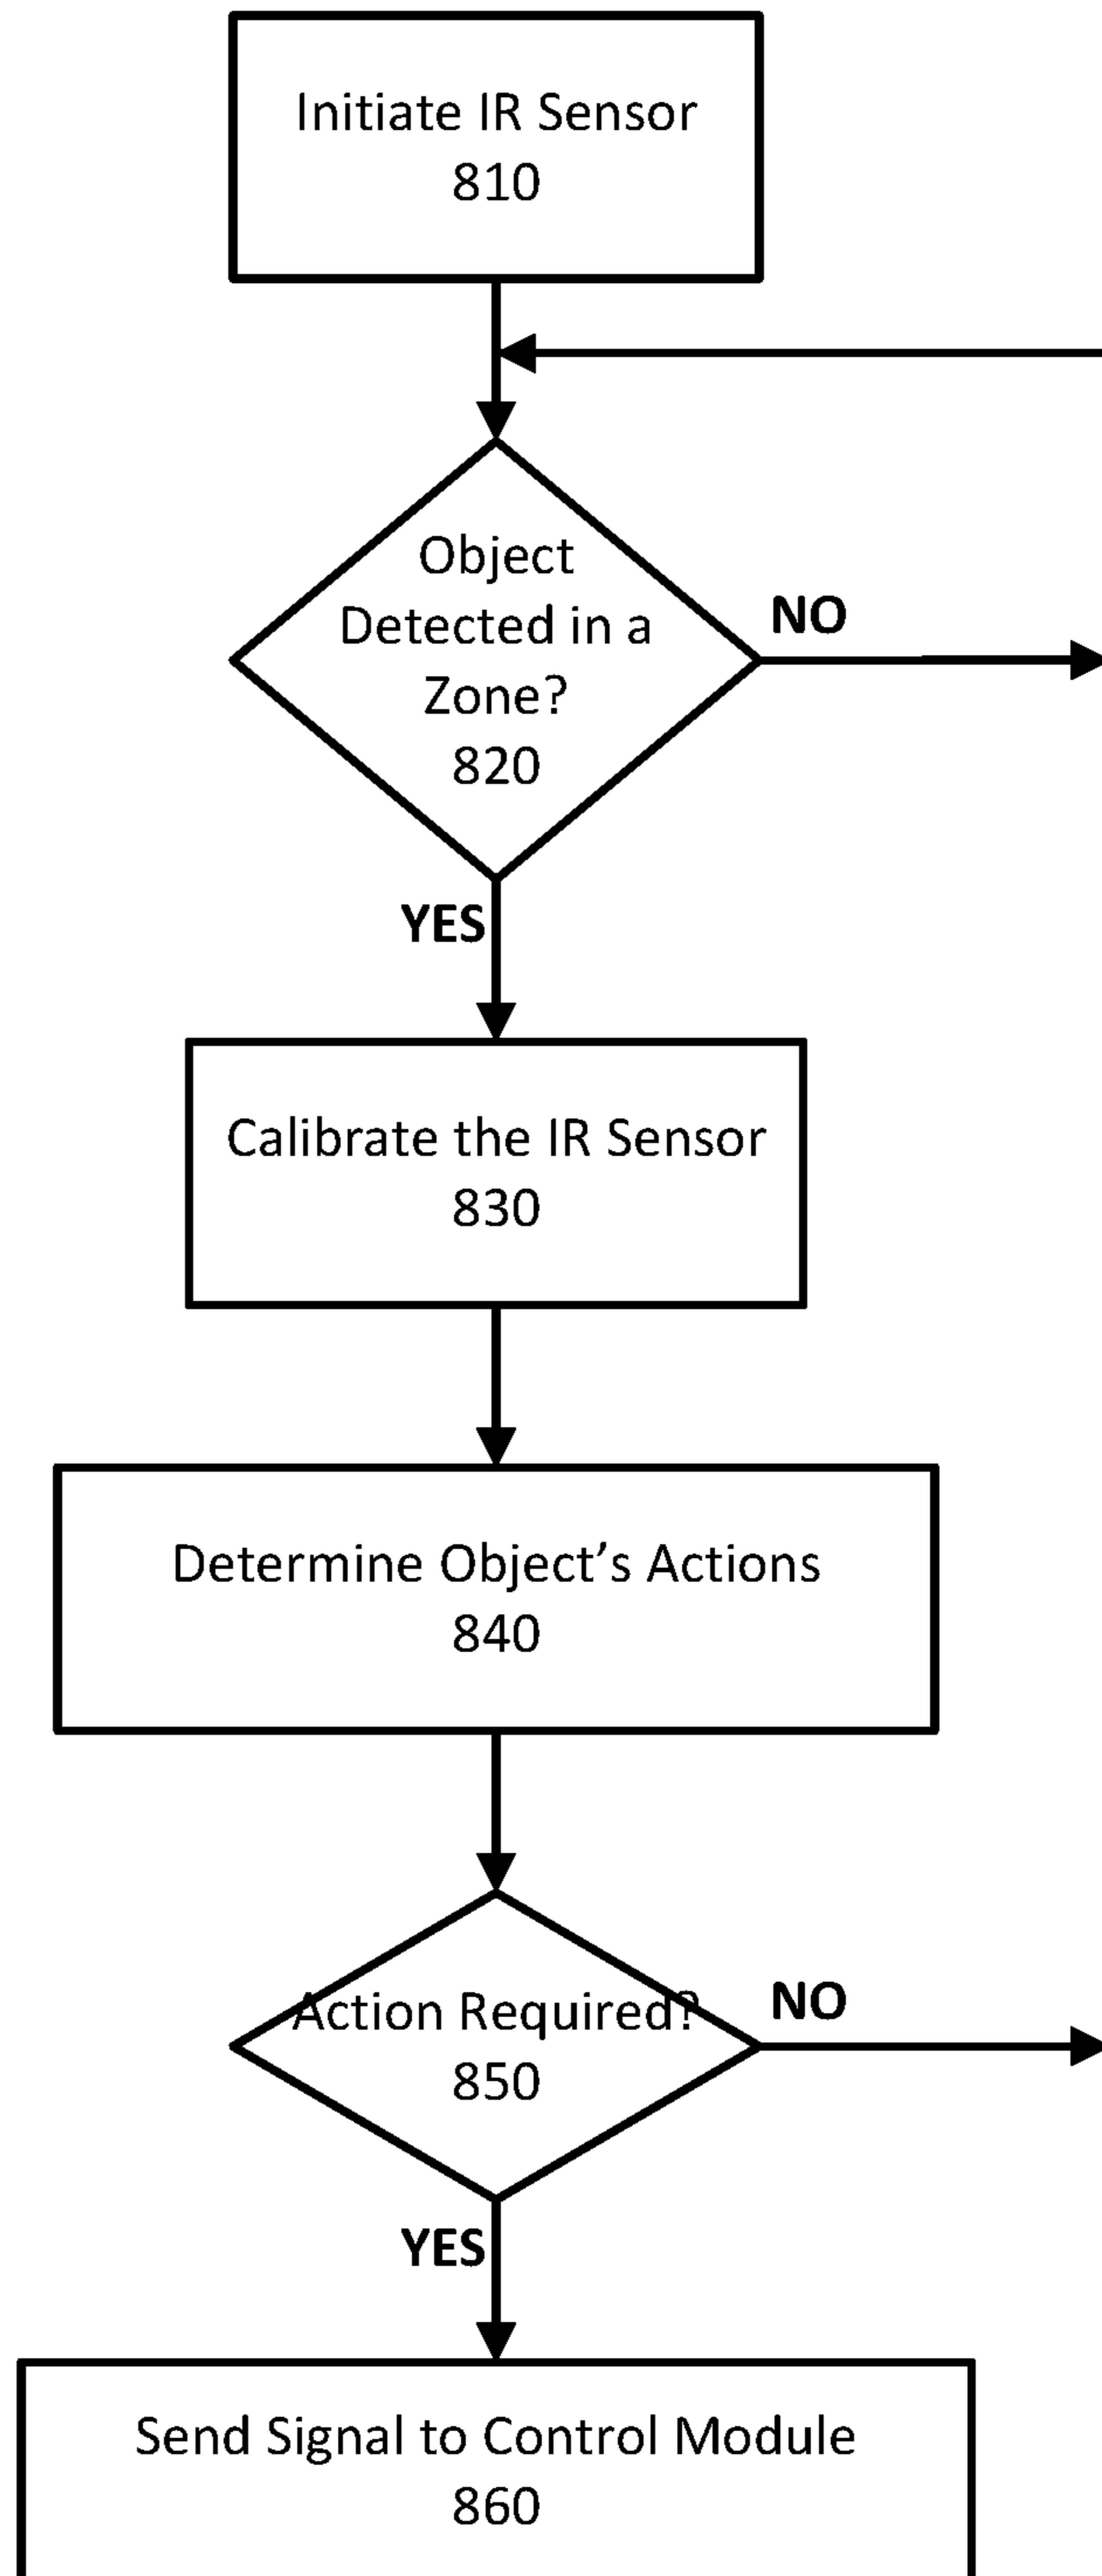 Initiate IR Sensor
810
Object
Detected in a
Zone?
820
NO
YES
Calibrate the IR Sensor
830
Determine Object’s Actions
840
Action Required?
850
NO
YES
Send Signal to Control Module
860